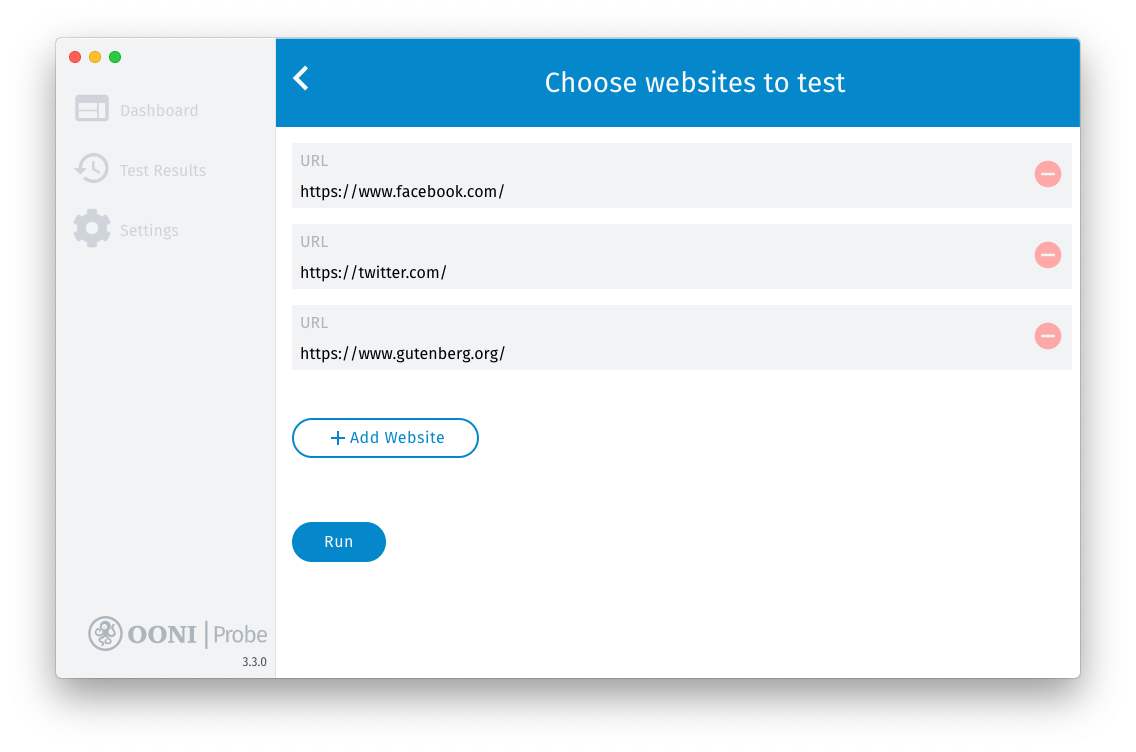 Choose websites to test
Dashboard
Test Results
Settings
URL
https://www.facebook.com/
URL
https://twitter.com/
URL
https://www.gutenberg.org/
+ Add Website
Run
OONI | Probe
3.3.0